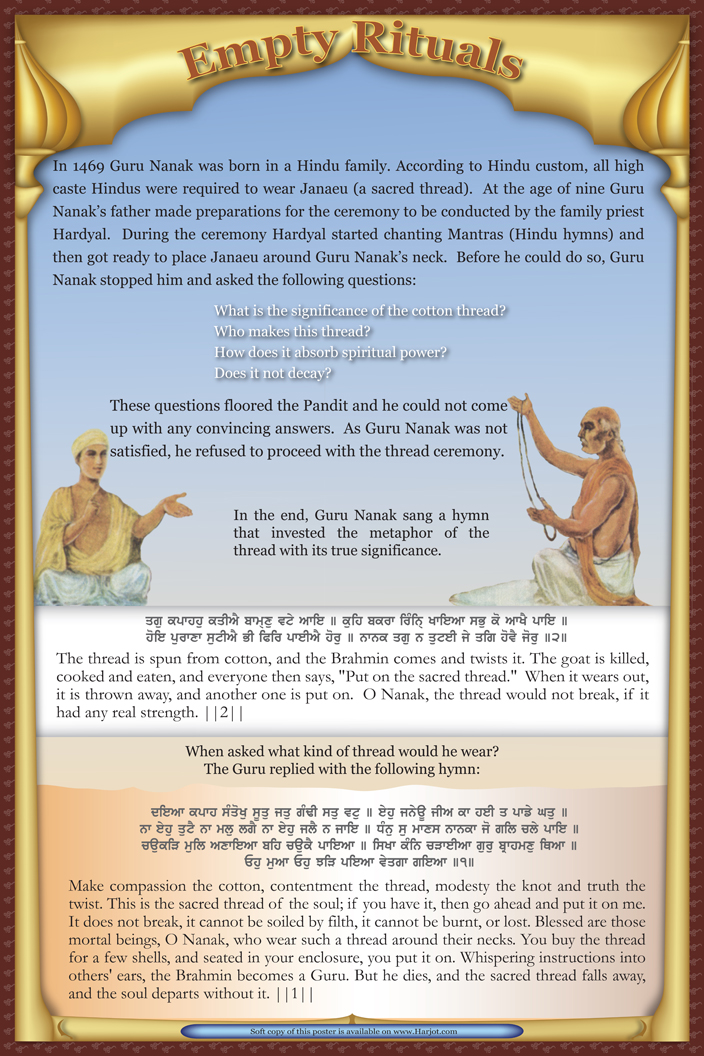 Empty Rituals
In 1469 Guru Nanak was born in a Hindu family. According to Hindu custom, all high
caste Hindus were required to wear Janaeu (a sacred thread). At the age of nine Guru
Nanak's father made preparations for the ceremony to be conducted by the family priest
Hardyal. During the ceremony Hardyal started chanting Mantras (Hindu hymns) and
then got ready to place Janaeu around Guru Nanak's neck. Before he could do so, Guru
Nanak stopped him and asked the following questions:
What is the significance of the cotton thread?
Who makes this thread?
How does it absorb spiritual power?
Does it not decay?
These questions floored the Pandit and he could not come
up with any convincing answers. As Guru Nanak was not
satisfied, he refused to proceed with the thread ceremony.
In the end, Guru Nanak sang a hymn
that invested the metaphor of the
thread with its true significance.
ਤਗੁ ਕਪਾਹਹੁ ਕਤੀਐ ਬਾਮ੍ਹਣੁ ਵਟੇ ਆਇ ॥ ਕੁਹਿ ਬਕਰਾ ਰਿੰਨ੍ਹਿ ਖਾਇਆ ਸਭੁ ਕੋ ਆਖੈ ਪਾਇ ॥
ਹੋਇ ਪੁਰਾਣਾ ਸੁਟੀਐ ਭੀ ਫਿਰਿ ਪਾਈਐ ਹੋਰੁ ॥ ਨਾਨਕ ਤਗੁ ਨ ਤੁਟਈ ਜੇ ਤਗਿ ਹੋਵੈ ਜੋਰੁ ॥੨॥
The thread is spun from cotton, and the Brahmin comes and twists it. The goat is killed,
cooked and eaten, and everyone then says, "Put on the sacred thread." When it wears out,
it is thrown away, and another one is put on. O Nanak, the thread would not break, if it
had any real strength. ||2||
When asked what kind of thread would he wear?
The Guru replied with the following hymn:
ਦਇਆ ਕਪਾਹ ਸੰਤੋਖੁ ਸੂਤੁ ਜਤੁ ਗੰਢੀ ਸਤੁ ਵਟੁ ॥ ਏਹੁ ਜਨੇਊ ਜੀਅ ਕਾ ਹਈ ਤ ਪਾਡੇ ਘਤੁ ॥
ਨਾ ਏਹੁ ਤੁਟੈ ਨਾ ਮਲੁ ਲਗੈ ਨਾ ਏਹੁ ਜਲੈ ਨ ਜਾਇ ॥ ਧੰਨੁ ਸੁ ਮਾਣਸ ਨਾਨਕਾ ਜੋ ਗਲਿ ਚਲੇ ਪਾਇ ॥
ਚਉਕੜਿ ਮੁਲਿ ਅਣਾਇਆ ਬਹਿ ਚਉਕੈ ਪਾਇਆ ॥ ਸਿਖਾ ਕੰਨਿ ਚੜਾਈਆ ਗੁਰੁ ਬ੍ਰਾਹਮਣੁ ਥਿਆ ॥
ਓਹੁ ਮੁਆ ਓਹੁ ਝੜਿ ਪਇਆ ਵੇਤਗਾ ਗਇਆ ॥੧॥
Make compassion the cotton, contentment the thread, modesty the knot and truth the
twist. This is the sacred thread of the soul; if you have it, then go ahead and put it on me.
It does not break, it cannot be soiled by filth, it cannot be burnt, or lost. Blessed are those
mortal beings, O Nanak, who wear such a thread around their necks. You buy the thread
for a few shells, and seated in your enclosure, you put it on. Whispering instructions into
others' ears, the Brahmin becomes a Guru. But he dies, and the sacred thread falls away,
and the soul departs without it. ||1||
Soft copy of this poster is available on www.Harjot.com